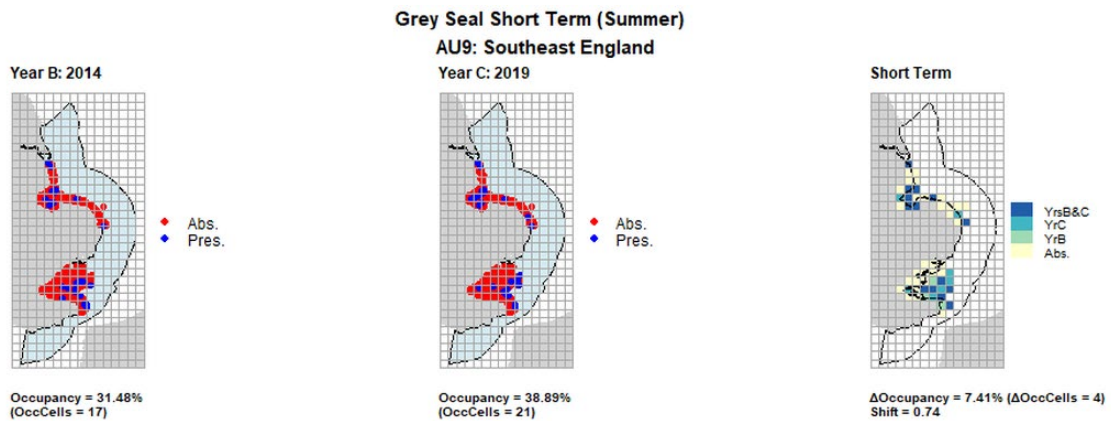 Grey Seal Short Term (Summer)
AU9: Southeast England
Year B: 2014
Abs.
Pres.
Occupancy = 31.48%
(OccCells = 17)
Year C: 2019
Abs.
Pres.
Occupancy = 38.89%
(OccCells = 21)
Short Term
YrsB&C
YrC
YrB
Abs.
ΔOccupancy = 7.41% (ΔOccCells = 4)
Shift = 0.74